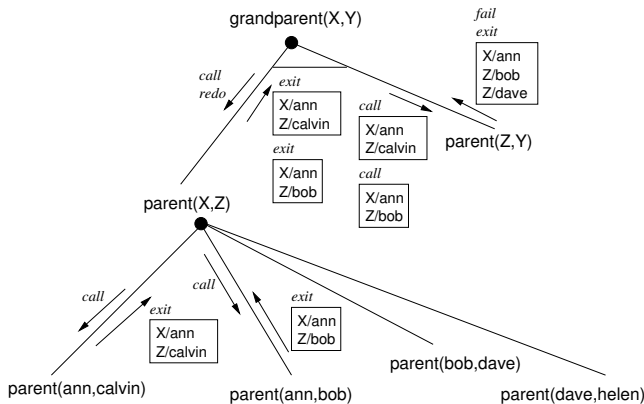 grandparent(X,Y)
fail
exit
X/ann
Z/bob
Z/dave
call
redo
exit
X/ann
Z/calvin
call
X/ann
Z/calvin
parent(Z,Y)
exit
X/ann
Z/bob
call
X/ann
Z/bob
parent(X,Z)
call
exit
X/ann
Z/calvin
call
exit
X/ann
Z/bob
parent(bob,dave)
parent(ann,calvin)
parent(ann,bob)
parent(dave,helen)